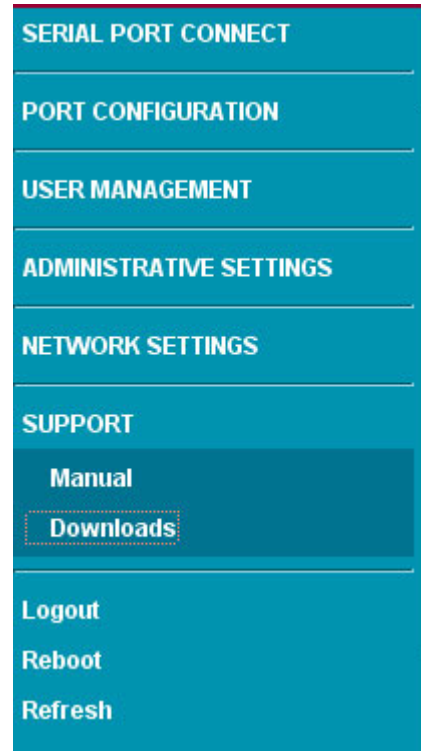 SERIAL PORT CONNECT
PORT CONFIGURATION
USER MANAGEMENT
ADMINISTRATIVE SETTINGS
NETWORK SETTINGS
SUPPORT
Manual
Downloads
Logout
Reboot
Refresh